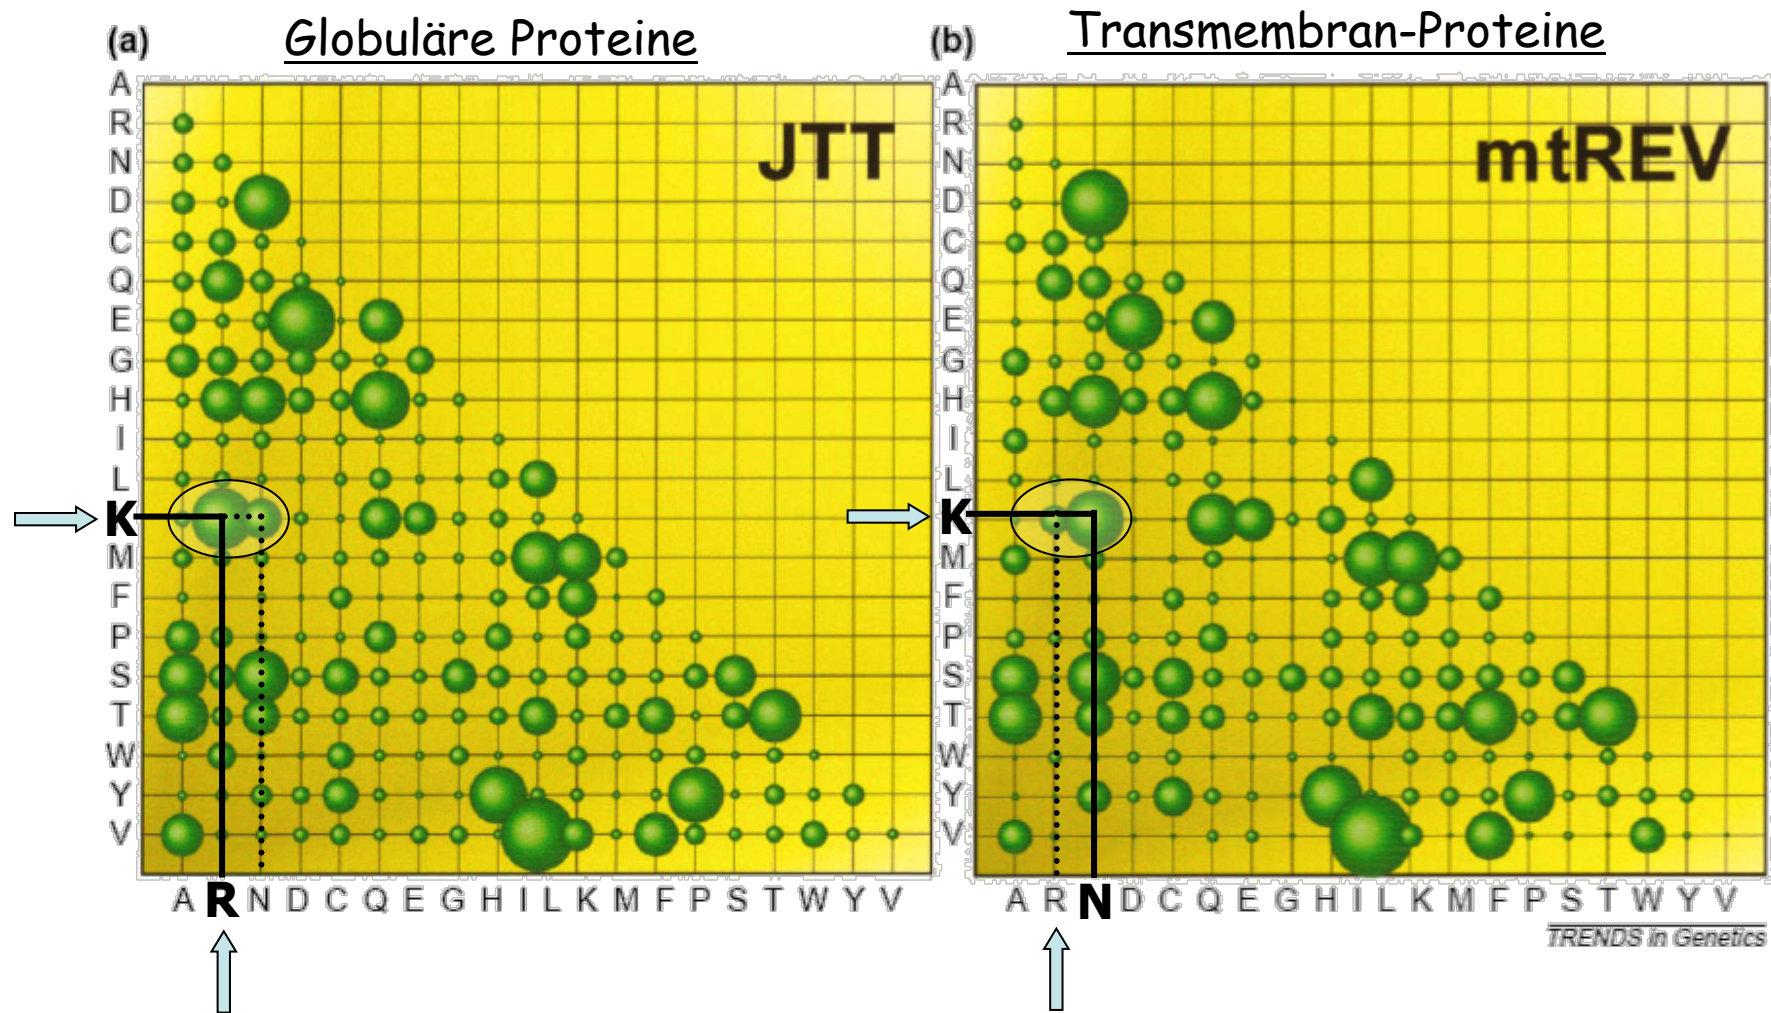 (a) Globuläre Proteine
(b) Transmembran-Proteine
JTT
mtREV
A A
R R
N N
D D
C C
Q Q
E E
G G
H H
I I
L L
K K
M M
F F
P P
S S
T T
W W
Y Y
V V
A R N D C Q E G H I L K M F P S T W Y V
A R N D C Q E G H I L K M F P S T W Y V
TRENDS in Genetics